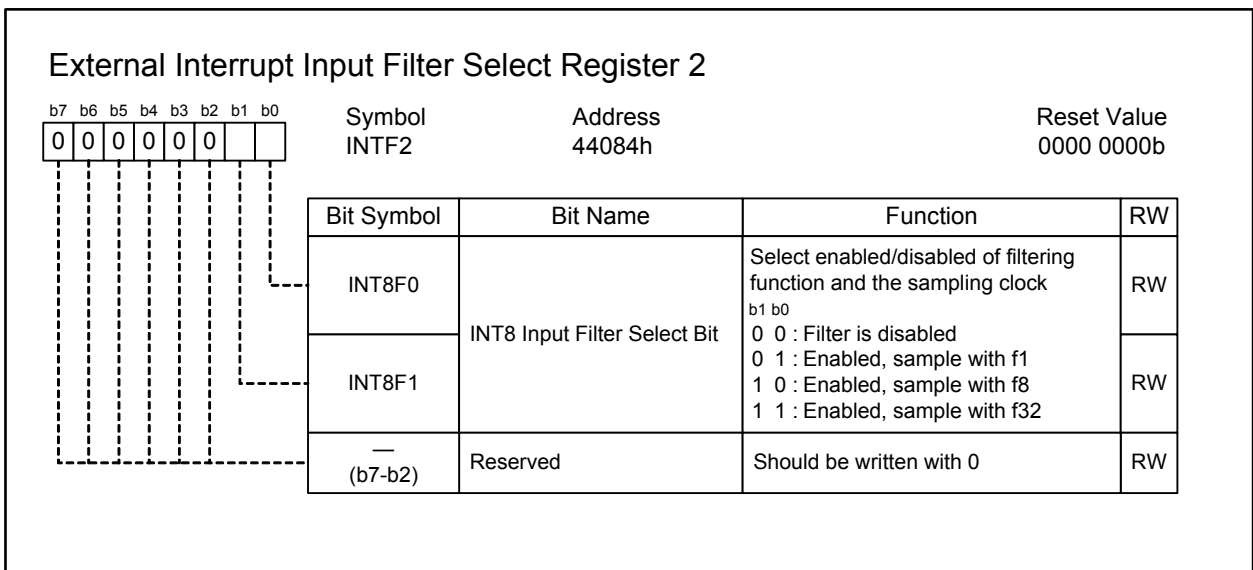 External Interrupt Input Filter Select Register 2
b7 b6 b5 b4 b3 b2 b1 b0
0 0 0 0 0 0
Symbol Address Reset Value
INTF2 44084h 0000 0000b
Bit Symbol Bit Name Function RW
INT8F0
INT8F1
INT8 Input Filter Select Bit
Select enabled/disabled of filtering
function and the sampling clock
b1 b0
0 0 : Filter is disabled
0 1 : Enabled, sample with f1
1 0 : Enabled, sample with f8
1 1 : Enabled, sample with f32
RW
RW
—
(b7-b2)
Reserved
Should be written with 0
RW